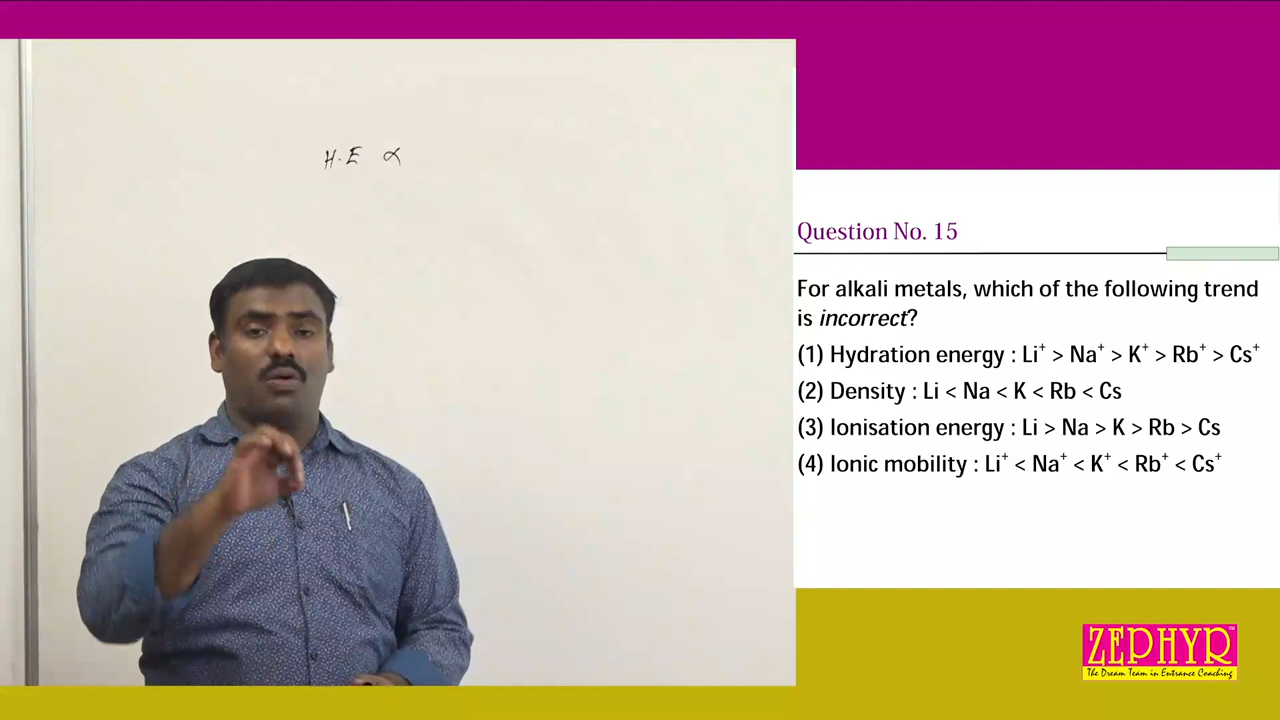 H.E ∝
Question No. 15
For alkali metals, which of the following trend
is incorrect?
(1) Hydration energy : Li⁺ > Na⁺ > K⁺ > Rb⁺ > Cs⁺
(2) Density : Li < Na < K < Rb < Cs
(3) Ionisation energy : Li > Na > K > Rb > Cs
(4) Ionic mobility : Li⁺ < Na⁺ < K⁺ < Rb⁺ < Cs⁺
ZEPHYR™
The Dream Team in Entrance Coaching